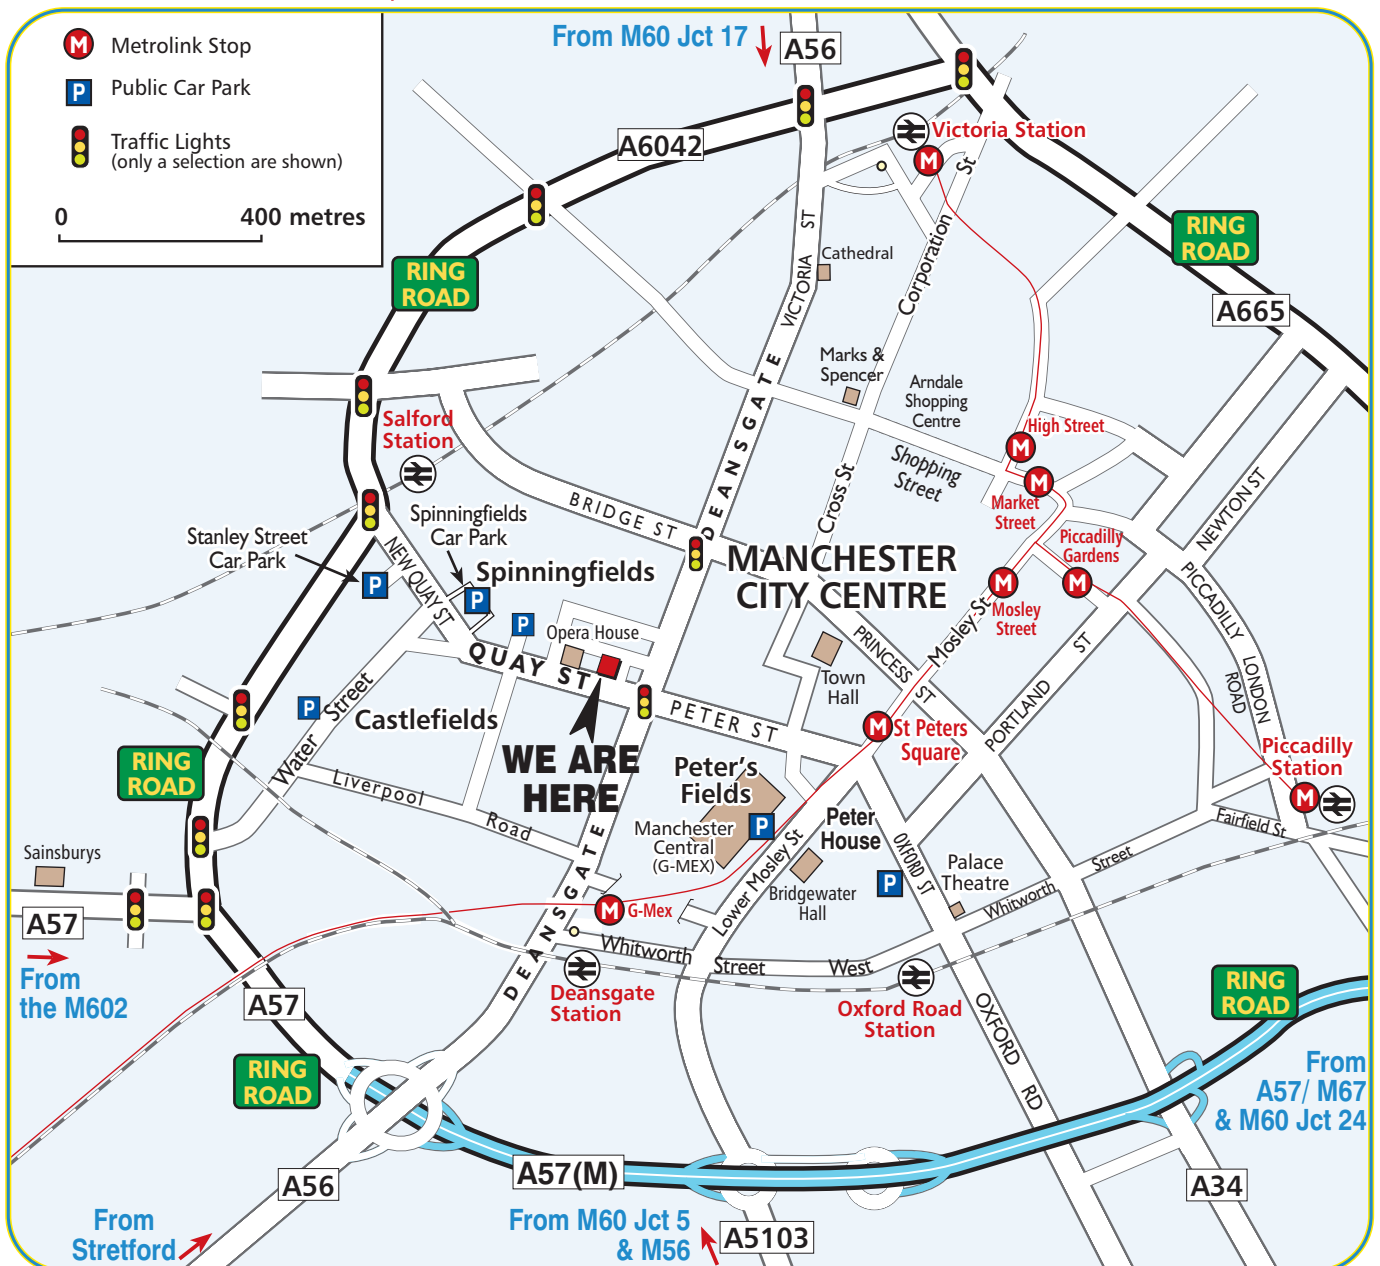 M Metrolink Stop
P Public Car Park
Traffic Lights
(only a selection are shown)
0 400 metres
From M60 Jct 17
A56
A6042
Victoria Station
M
RING
ROAD
RING
ROAD
A665
VICTORIA ST
Cathedral
Corporation St
Marks &
Spencer
Arndale
Shopping
Centre
High Street
M
Shopping
Street
M
Market
Street
Salford
Station
DEANSGATE
BRIDGE ST
Cross St
NEWTON ST
Stanley Street
Car Park
P
Spinningfields
Car Park
P
NEW QUAY ST
Spinningfields
MANCHESTER
CITY CENTRE
Piccadilly
Gardens
M
M
Mosley
Street
Mosley St
PICCADILLY
P
Opera House
QUAY ST
PRINCESS ST
Town
Hall
PORTLAND ST
LONDON
ROAD
P
Water Street
Castlefields
PETER ST
M
St Peters
Square
Piccadilly
Station
M
RING
ROAD
WE ARE
HERE
Peter's
Fields
Liverpool Road
Manchester
Central
(G-MEX)
P
Peter
House
Lower Mosley St
OXFORD ST
Fairfield St
Sainsburys
Bridgewater
Hall
P
Palace
Theatre
Whitworth Street
DEANSGATE
M
G-Mex
Whitworth Street West
A57
From
the M602
A57
Deansgate
Station
Oxford Road
Station
OXFORD RD
RING
ROAD
RING
ROAD
From
A57/ M67
& M60 Jct 24
A57(M)
A56
A34
From
Stretford
From M60 Jct 5
& M56
A5103